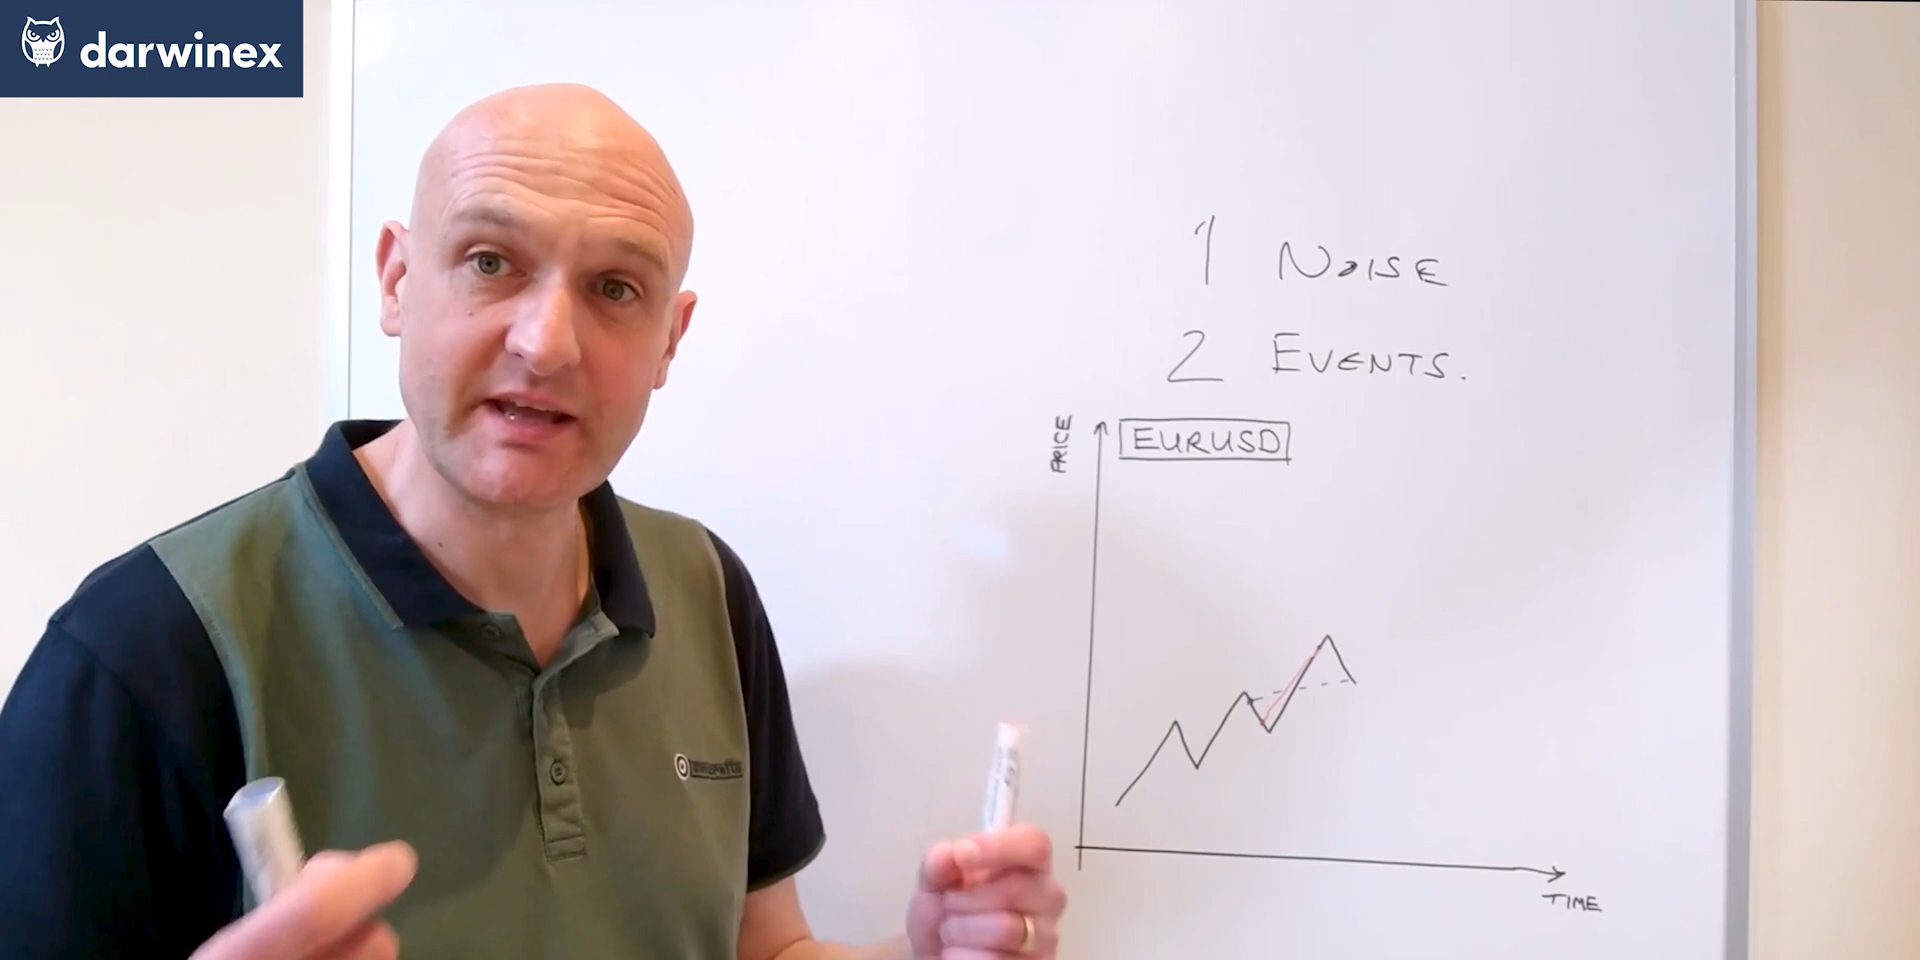 darwinex
1 NOISE
2 EVENTS.
PRICE
EURUSD
TIME